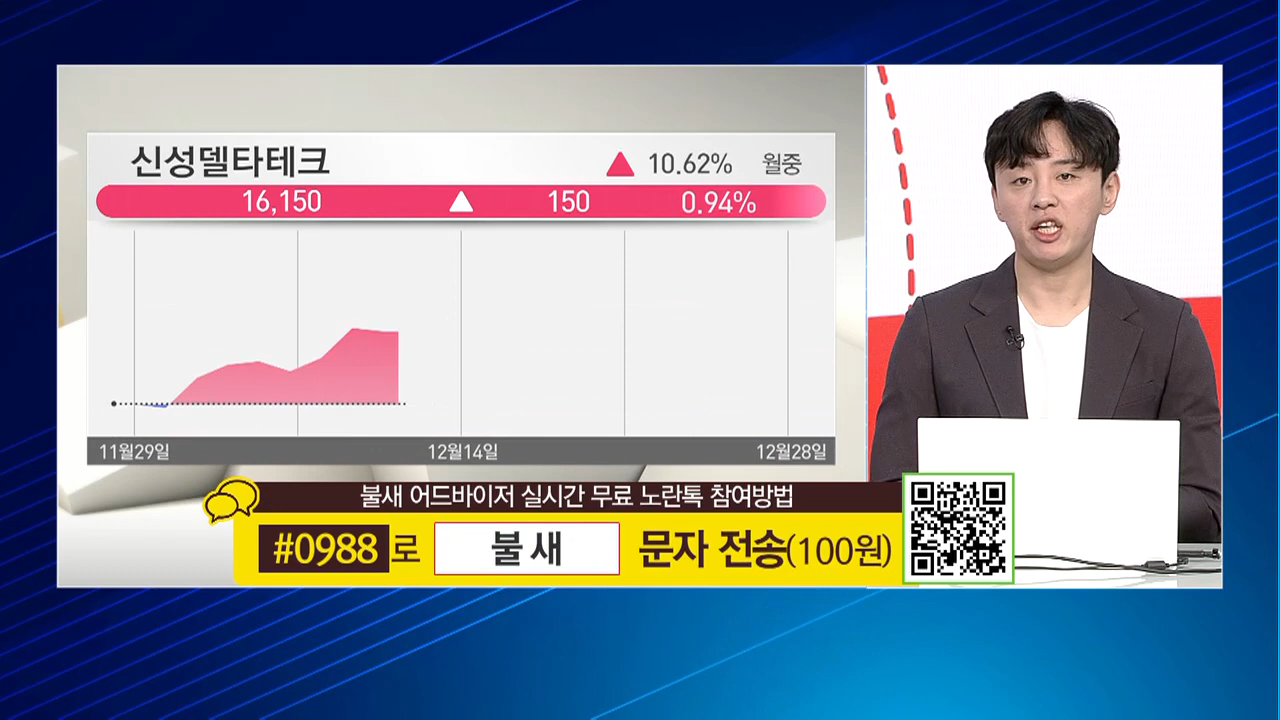 신성델타테크 ▲ 10.62% 월중
16,150 ▲ 150 0.94%
11월29일 12월14일 12월28일
불새 어드바이저 실시간 무료 노란톡 참여방법
#0988 로 불새 문자 전송(100원)